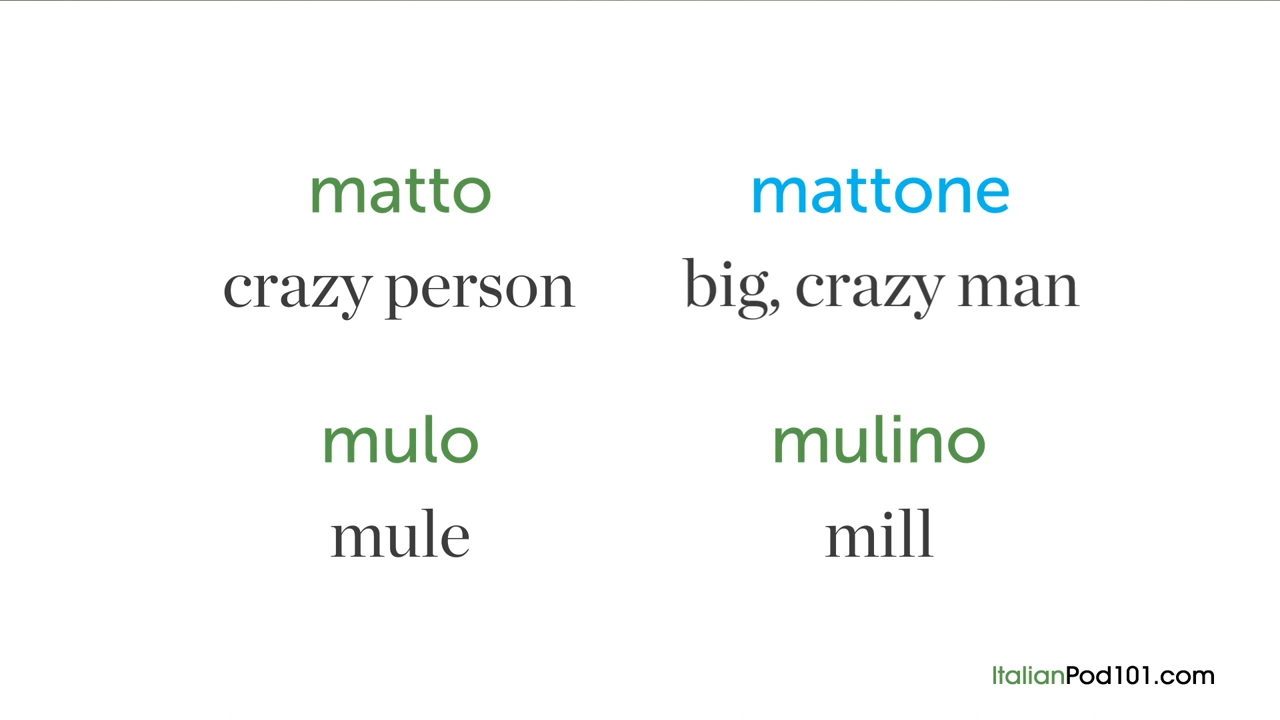 matto
mattone
crazy person
big, crazy man
mulo
mulino
mule
mill
ItalianPod101.com